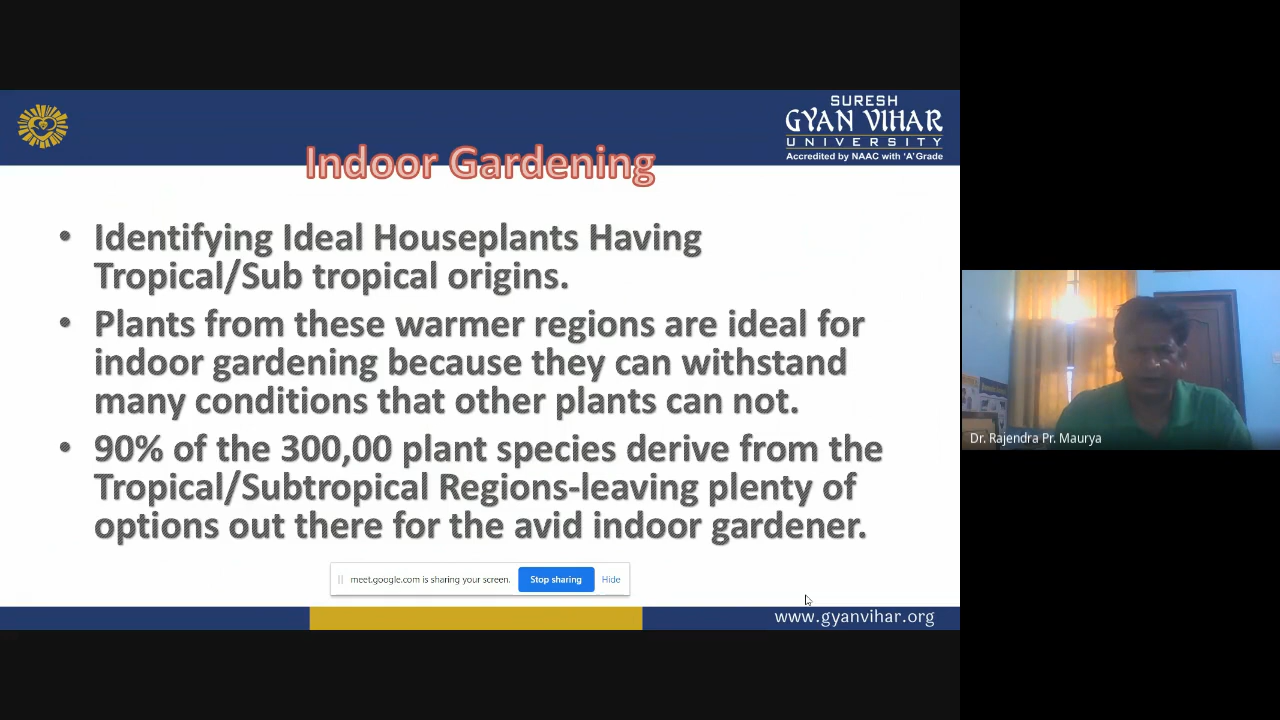 SURESH
GYAN VIHAR
UNIVERSITY
Accredited by NAAC with 'A' Grade
Indoor Gardening
• Identifying Ideal Houseplants Having
Tropical/Sub tropical origins.
• Plants from these warmer regions are ideal for
indoor gardening because they can withstand
many conditions that other plants can not.
• 90% of the 300,00 plant species derive from the
Tropical/Subtropical Regions-leaving plenty of
options out there for the avid indoor gardener.
meet.google.com is sharing your screen. Stop sharing Hide
www.gyanvihar.org
Dr. Rajendra Pr. Maurya